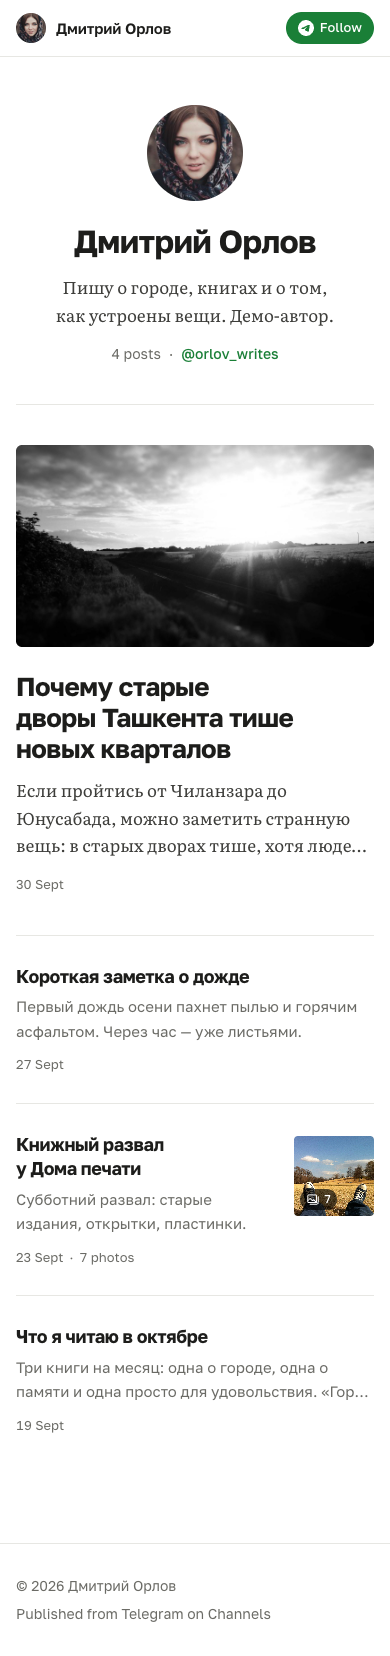 Дмитрий Орлов
Follow
Дмитрий Орлов
Пишу о городе, книгах и о том,
как устроены вещи. Демо-автор.
4 posts · @orlov_writes
Почему старые
дворы Ташкента тише
новых кварталов
Если пройтись от Чиланзара до
Юнусабада, можно заметить странную
вещь: в старых дворах тише, хотя люде…
30 Sept
Короткая заметка о дожде
Первый дождь осени пахнет пылью и горячим
асфальтом. Через час — уже листьями.
27 Sept
Книжный развал
у Дома печати
7
Субботний развал: старые
издания, открытки, пластинки.
23 Sept · 7 photos
Что я читаю в октябре
Три книги на месяц: одна о городе, одна о
памяти и одна просто для удовольствия. «Гор…
19 Sept
© 2026 Дмитрий Орлов
Published from Telegram on Channels